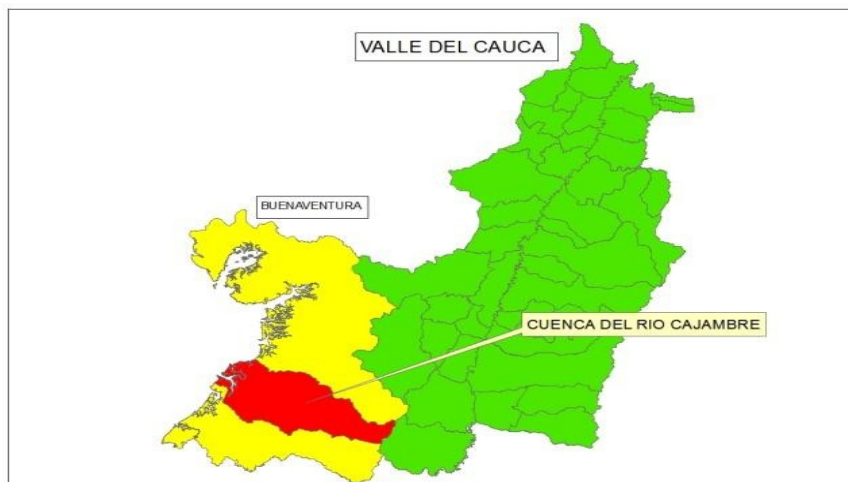 VALLE DEL CAUCA
BUENAVENTURA
CUENCA DEL RIO CAJAMBRE